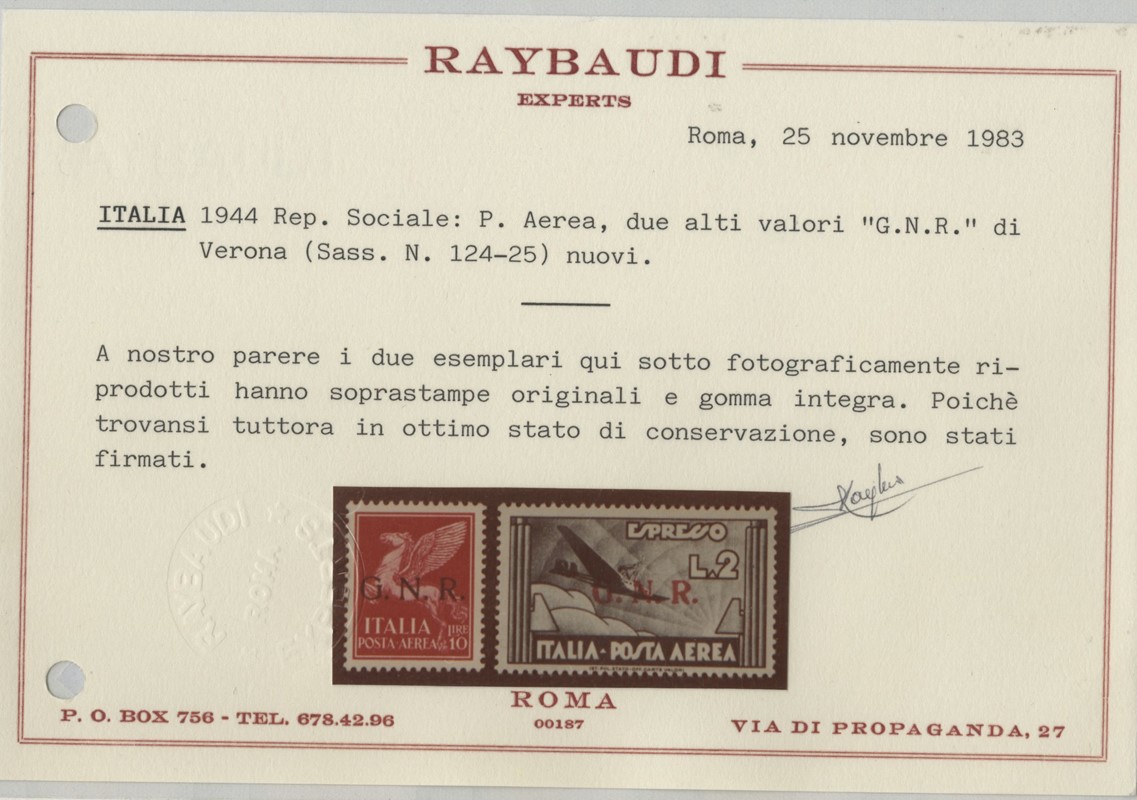 RAYBAUDI
EXPERTS
Roma, 25 novembre 1983
ITALIA 1944 Rep. Sociale: P. Aerea, due alti valori "G.N.R." di
Verona (Sass. N. 124-25) nuovi.
A nostro parere i due esemplari qui sotto fotograficamente ri-
prodotti hanno soprastampe originali e gomma integra. Poichè
trovansi tuttora in ottimo stato di conservazione, sono stati
firmati.
RAYBAUDI
ROMA
G. N. R.
ITALIA
POSTA·AEREA
LIRE
10
ESPRESSO
L.2
G. N. R.
ITALIA·POSTA AEREA
ROMA
00187
P. O. BOX 756 - TEL. 678.42.96
VIA DI PROPAGANDA, 27